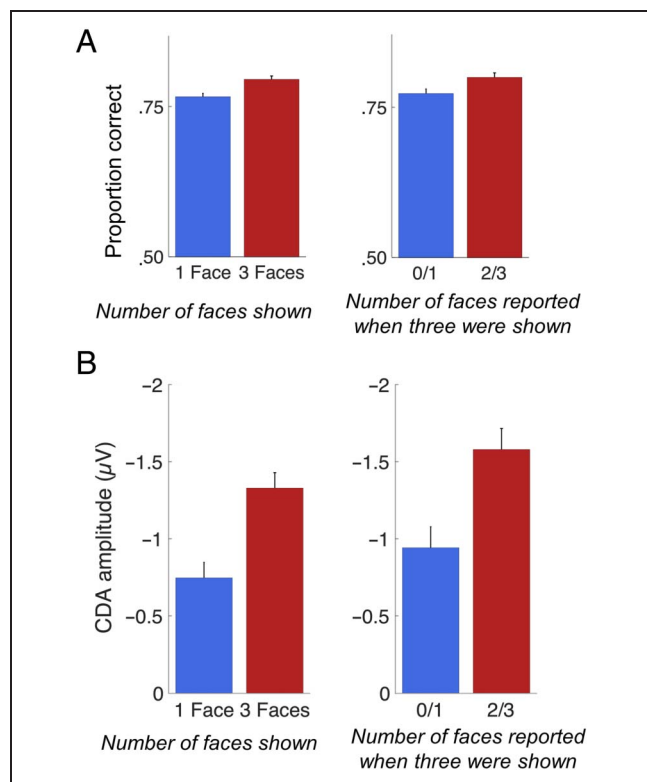 A
Proportion correct
.75
.50
1 Face 3 Faces
Number of faces shown
.75
.50
0/1 2/3
Number of faces reported
when three were shown
B
CDA amplitude (µV)
−2
−1.5
−1
−0.5
0
1 Face 3 Faces
Number of faces shown
−2
−1.5
−1
−0.5
0
0/1 2/3
Number of faces reported
when three were shown